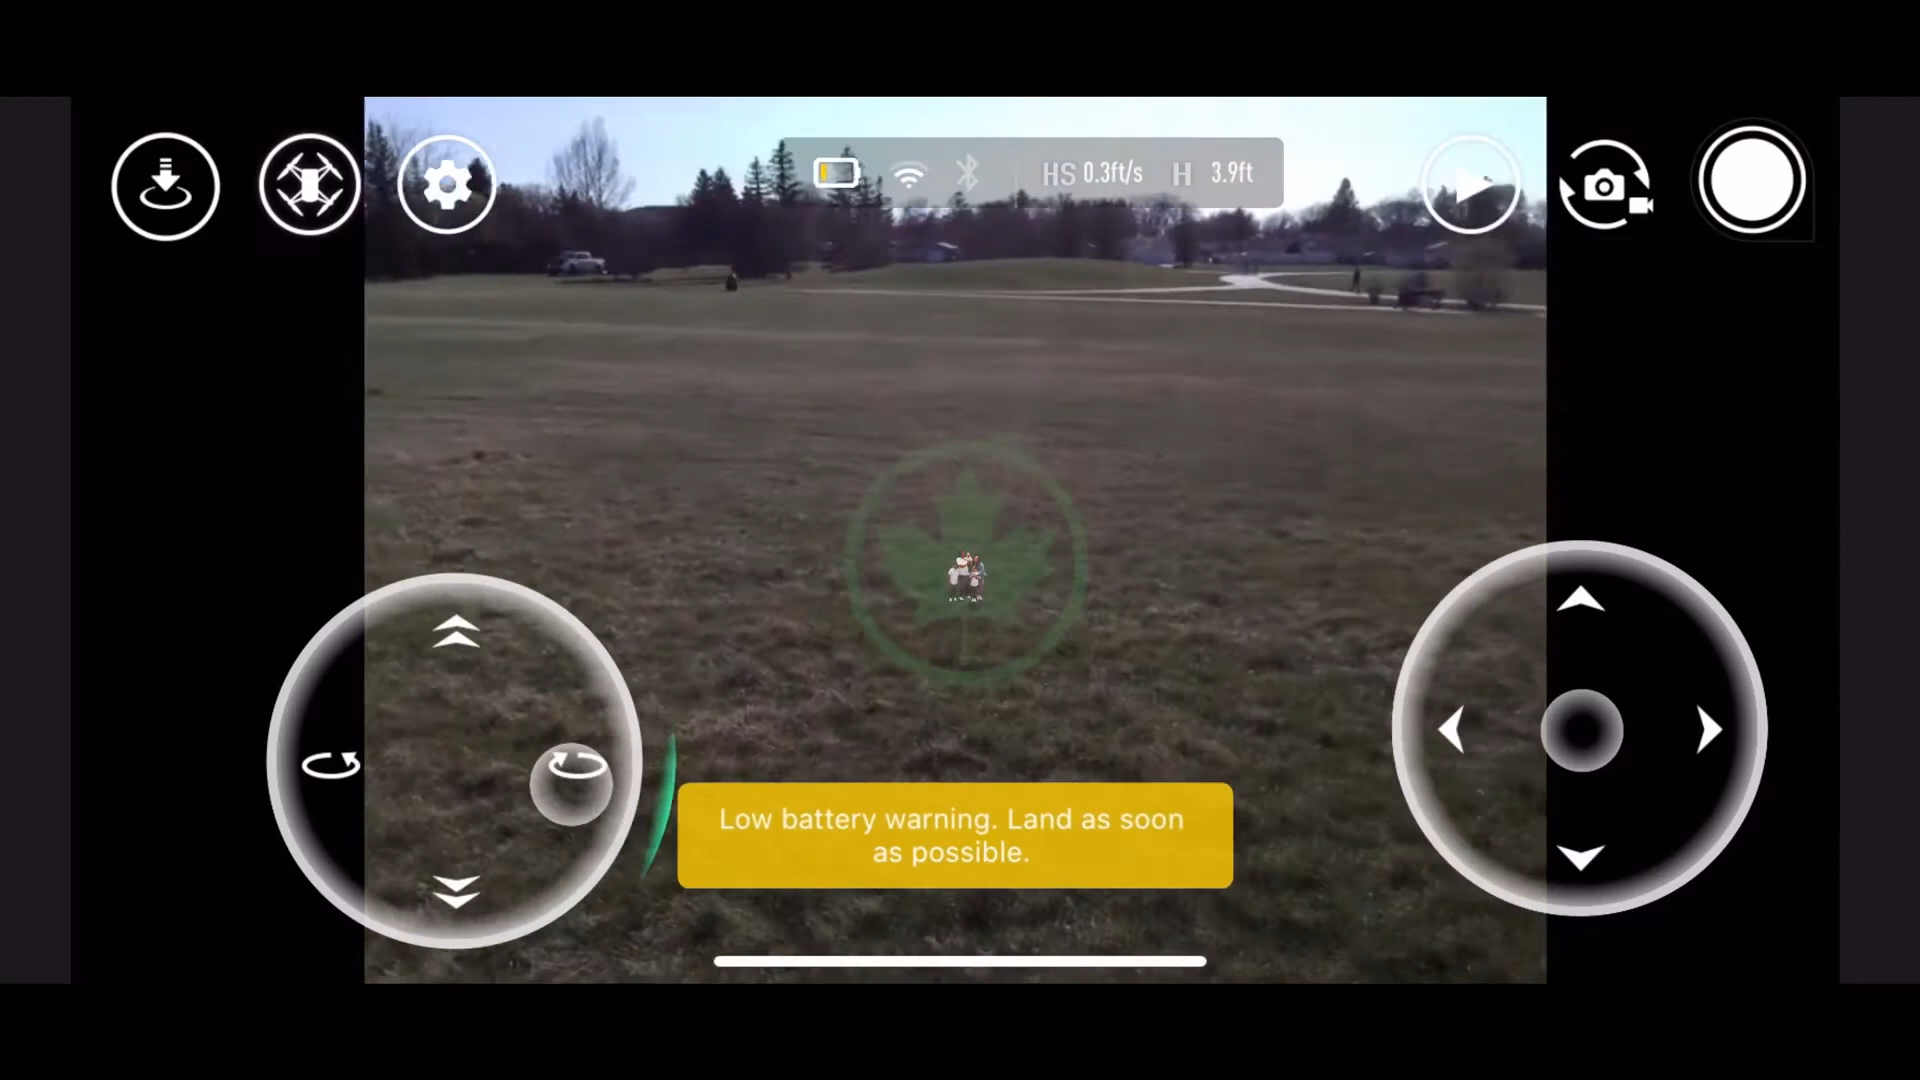 HS 0.3ft/s H 3.9ft
Low battery warning. Land as soon
as possible.